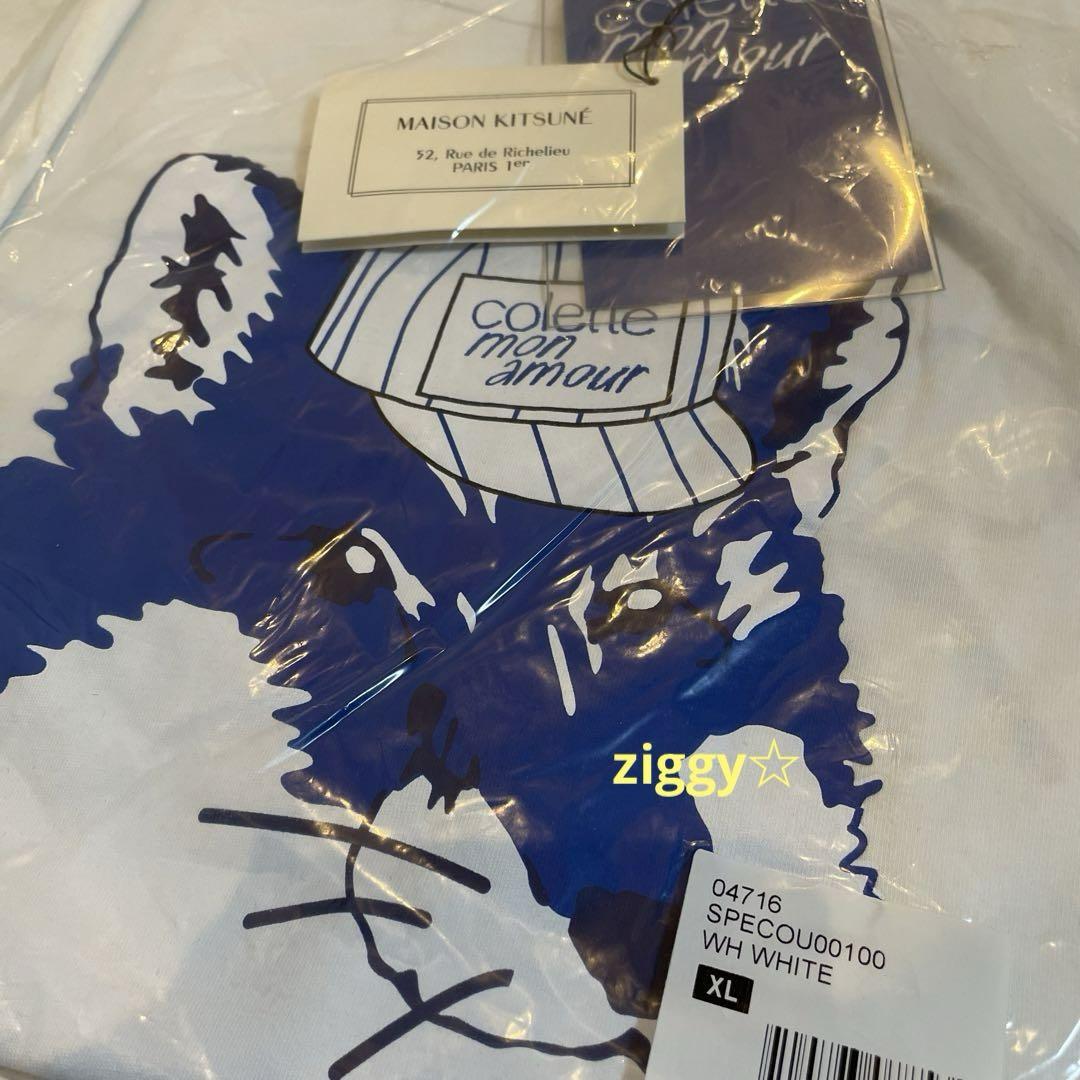 colette
mon
amour
MAISON KITSUNÉ
52, Rue de Richelieu
PARIS 1er
colette
mon
amour
ziggy☆
04716
SPECOU00100
WH WHITE
XL